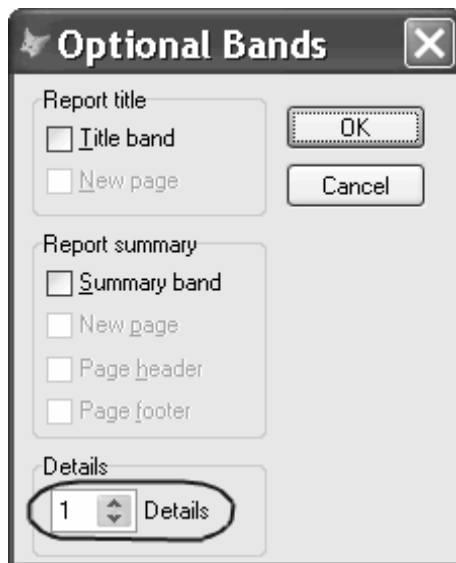 Optional Bands
Report title
Title band
New page
OK
Cancel
Report summary
Summary band
New page
Page header
Page footer
Details
1 Details